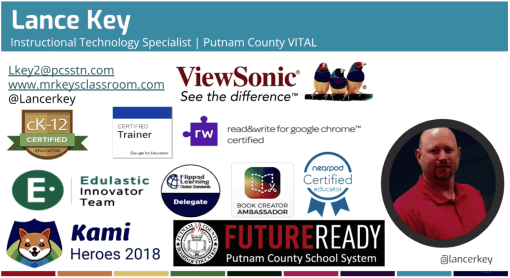 Lance Key
Instructional Technology Specialist | Putnam County VITAL
Lkey2@pcsstn.com
www.mrkeysclassroom.com
@Lancerkey
ViewSonic®
See the difference™
cK-12
CERTIFIED
EDUCATOR
CERTIFIED
Trainer
Google for Education
rw
read&write for google chrome™
certified
Edulastic
Innovator
Team
Flipped
Learning
Global Standards
Delegate
BOOK CREATOR
AMBASSADOR
nearpod
Certified
educator
Kami
Heroes 2018
PUTNAM COUNTY
FUTUREREADY
Putnam County School System
@lancerkey